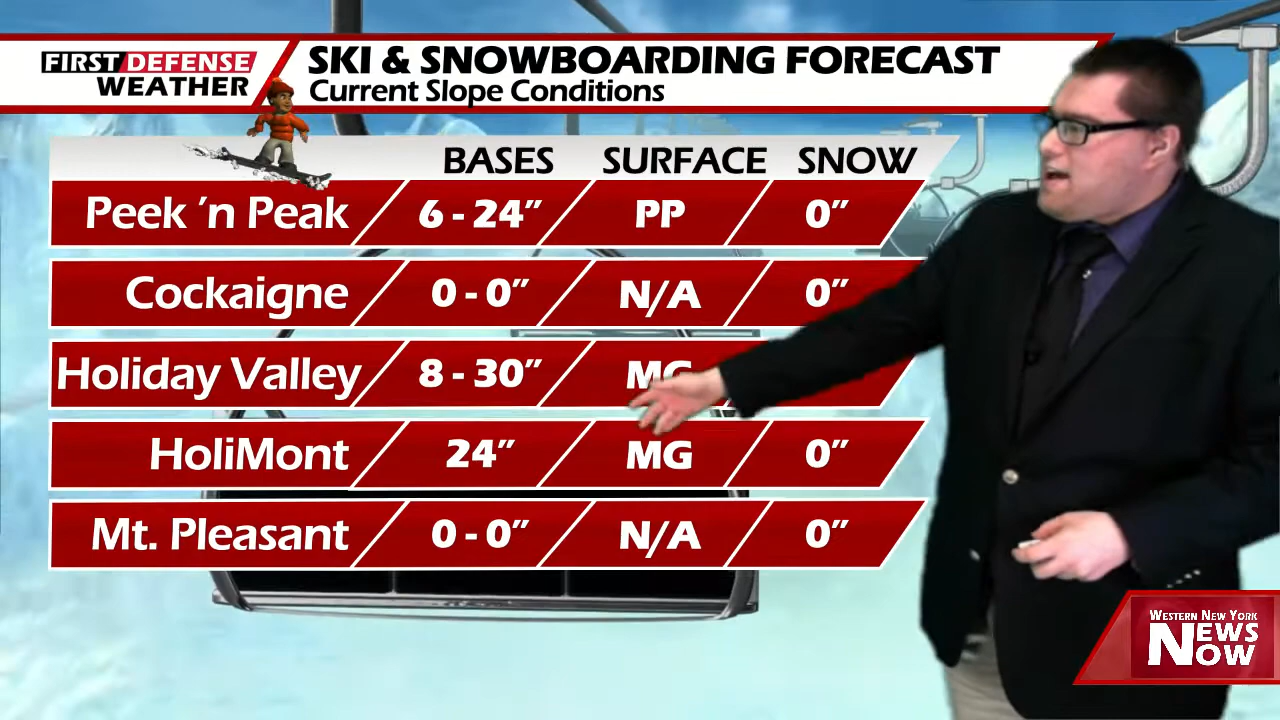 FIRST DEFENSE
WEATHER
SKI & SNOWBOARDING FORECAST
Current Slope Conditions
BASES SURFACE SNOW
Peek 'n Peak 6 - 24" PP 0"
Cockaigne 0 - 0" N/A 0"
Holiday Valley 8 - 30" MG
HoliMont 24" MG 0"
Mt. Pleasant 0 - 0" N/A 0"
WESTERN NEW YORK
NEWS
NOW